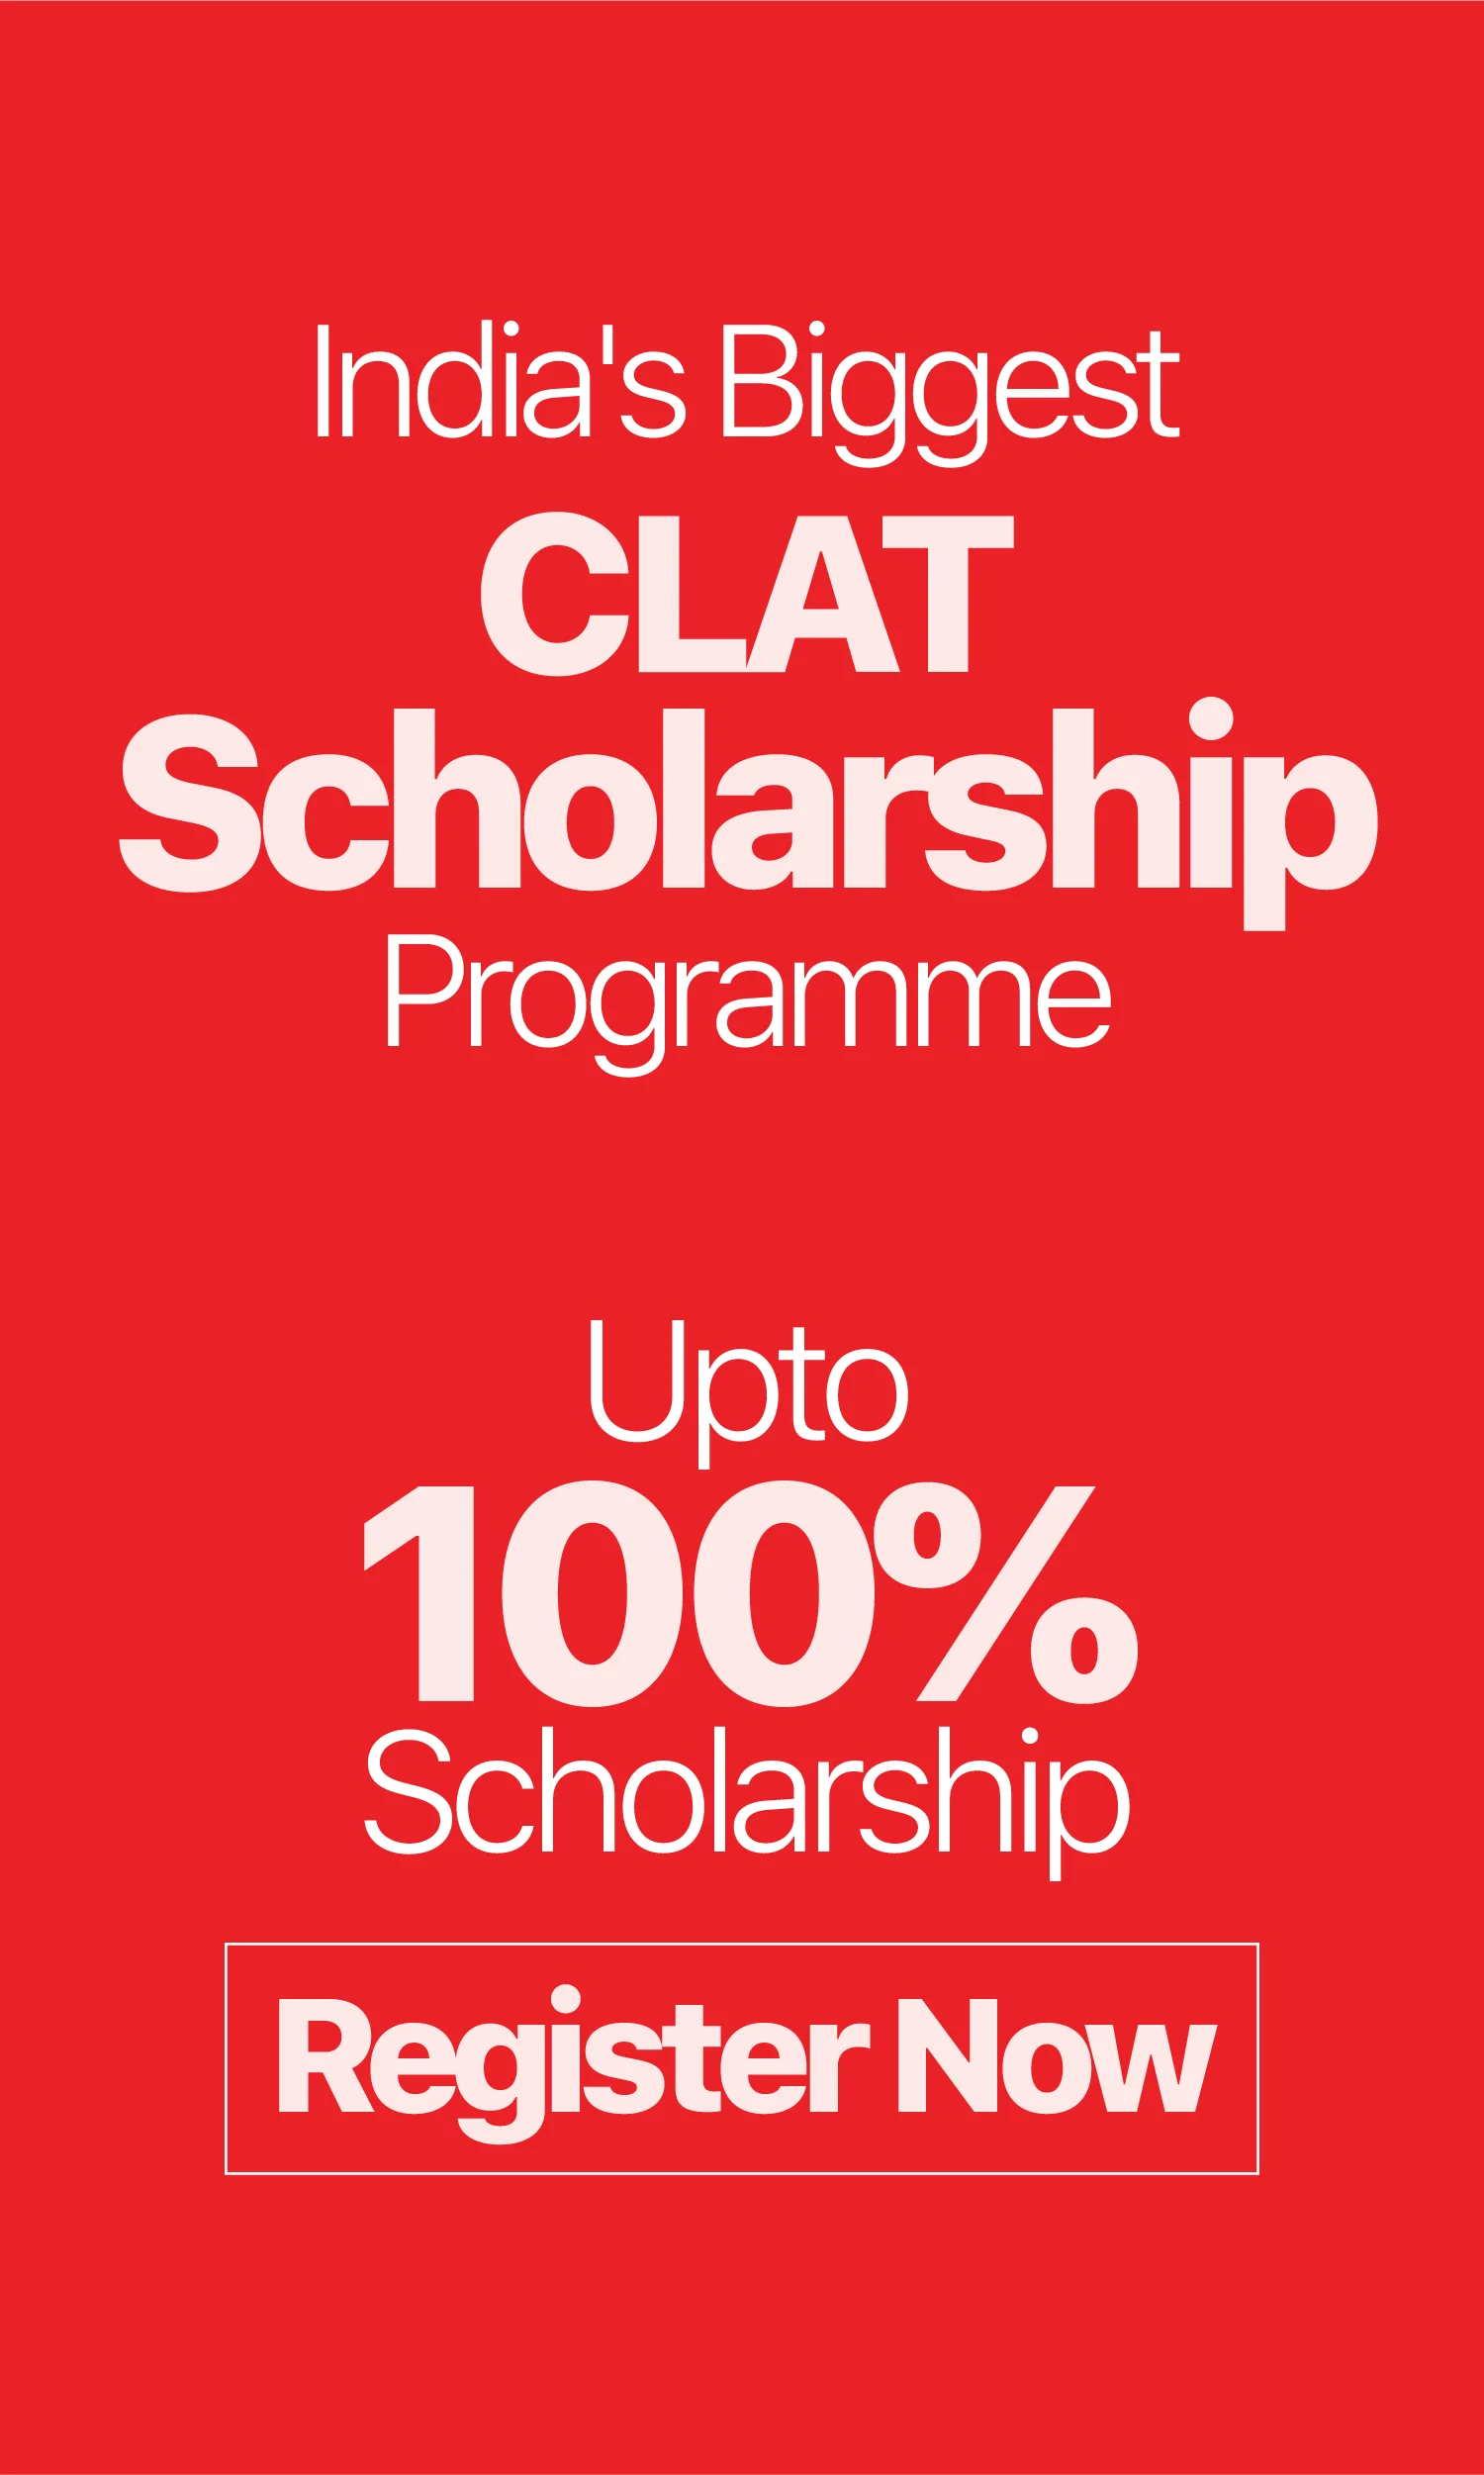 India's Biggest
CLAT
Scholarship
Programme
Upto
100%
Scholarship
Register Now